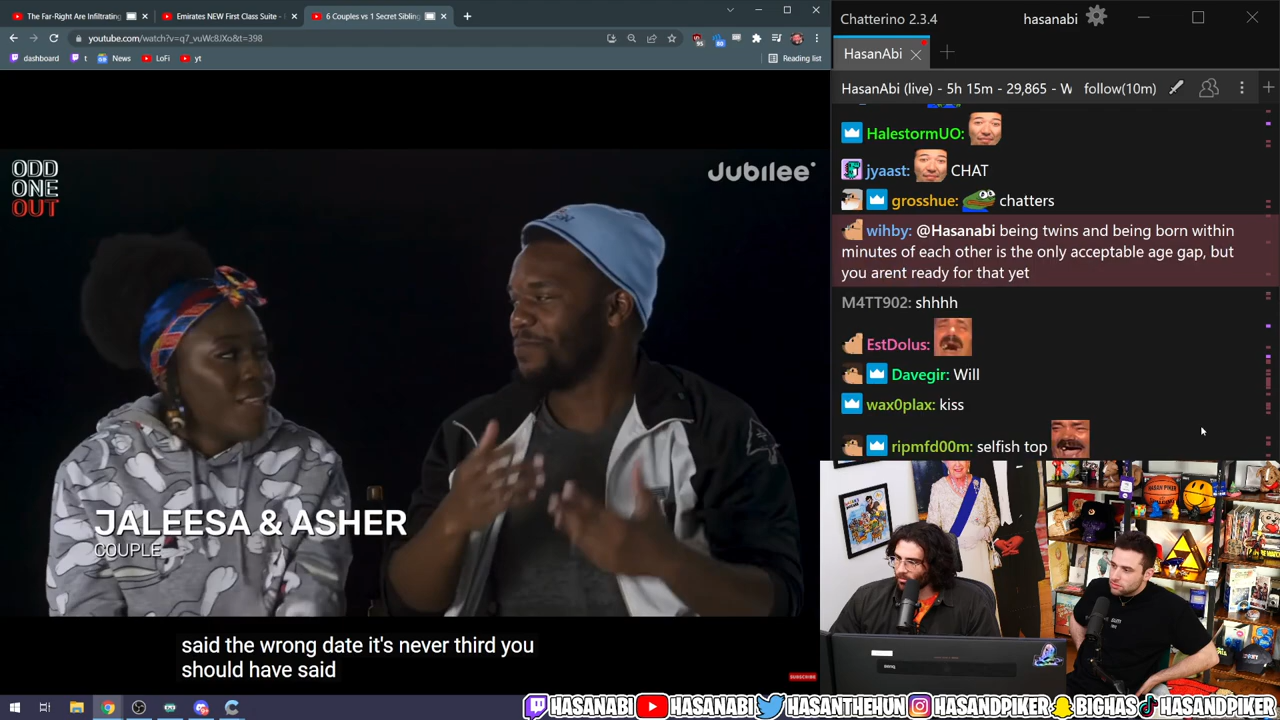 The Far-Right Are Infiltrating
Emirates NEW First Class Suite -
6 Couples vs 1 Secret Sibling
youtube.com/watch?v=q7_vuWc8JXo&t=398
dashboard
t
News
LoFi
yt
Reading list
ODD
ONE
OUT
Jubilee
JALEESA & ASHER
COUPLE
said the wrong date it's never third you
should have said
SUBSCRIBE
Chatterino 2.3.4
hasanabi
HasanAbi
HasanAbi (live) - 5h 15m - 29,865 - W
follow(10m)
HalestormUO:
jyaast: CHAT
grosshue: chatters
wihby: @Hasanabi being twins and being born within
minutes of each other is the only acceptable age gap, but
you arent ready for that yet
M4TT902: shhhh
EstDolus:
Davegir: Will
wax0plax: kiss
ripmfd00m: selfish top
HASANABI
HASANABI
HASANTHEHUN
HASANDPIKER
BIGHAS
HASANDPIKER